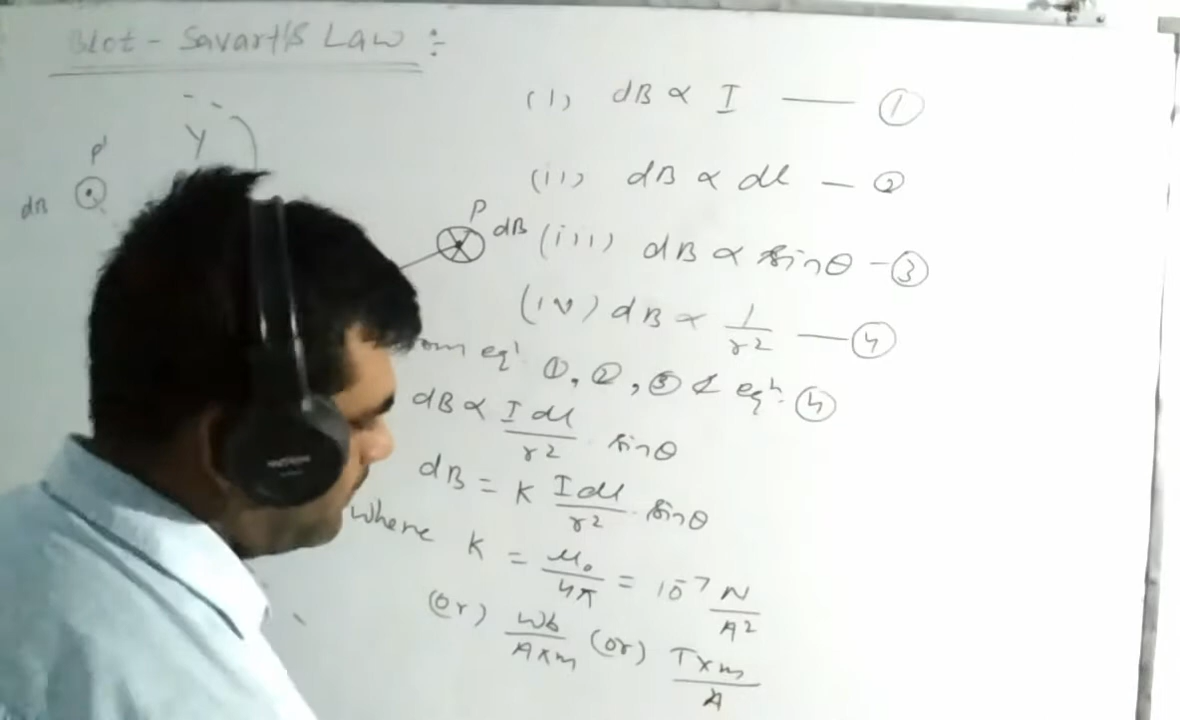 Biot - Savart's Law :-
(i) dB ∝ I —— ①
Y
P'
(ii) dB ∝ dl — ②
dB
P
dB
(iii) dB ∝ sinθ - ③
(iv) dB ∝ 1/r² —— ④
eqⁿ ①, ②, ③ & eqⁿ. ④
dB ∝ I dl/r² sinθ
dB = K I dl/r² . sinθ
where K = μ₀/4π = 10⁻⁷ N/A²
(or) Wb/A×m (or) T×m/A